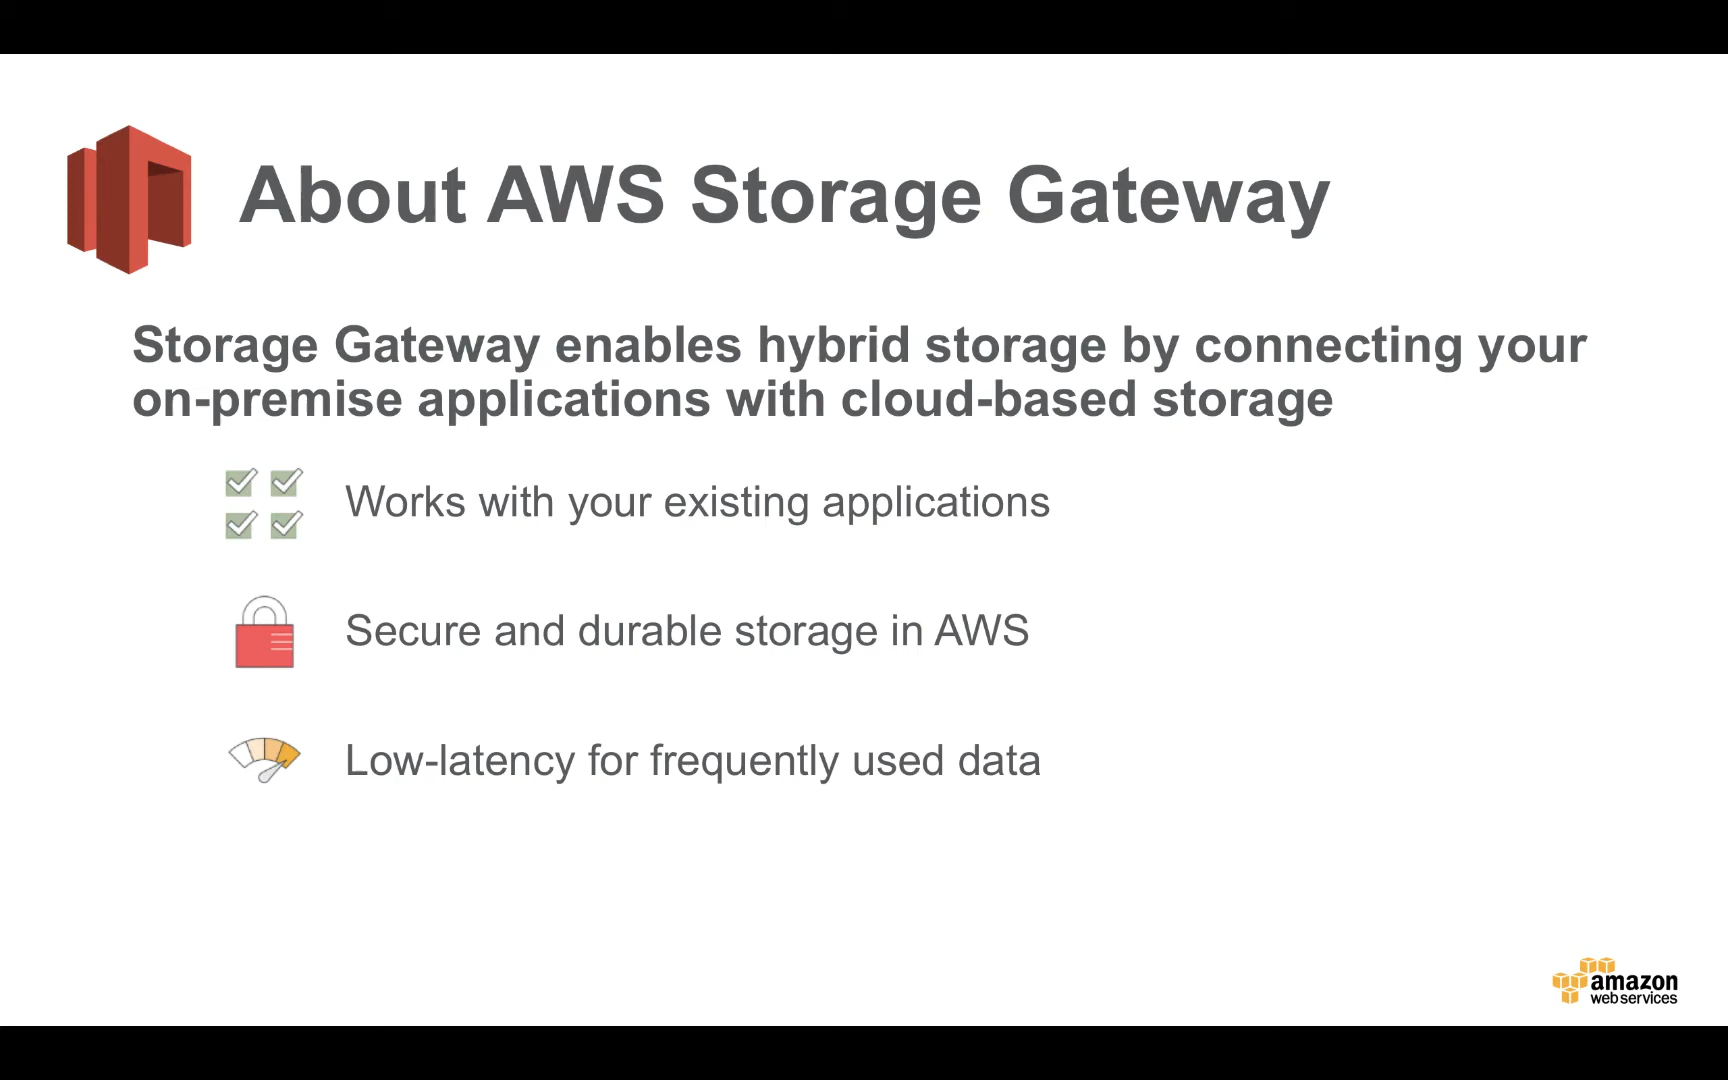 About AWS Storage Gateway
Storage Gateway enables hybrid storage by connecting your
on-premise applications with cloud-based storage
Works with your existing applications
Secure and durable storage in AWS
Low-latency for frequently used data
amazon
webservices